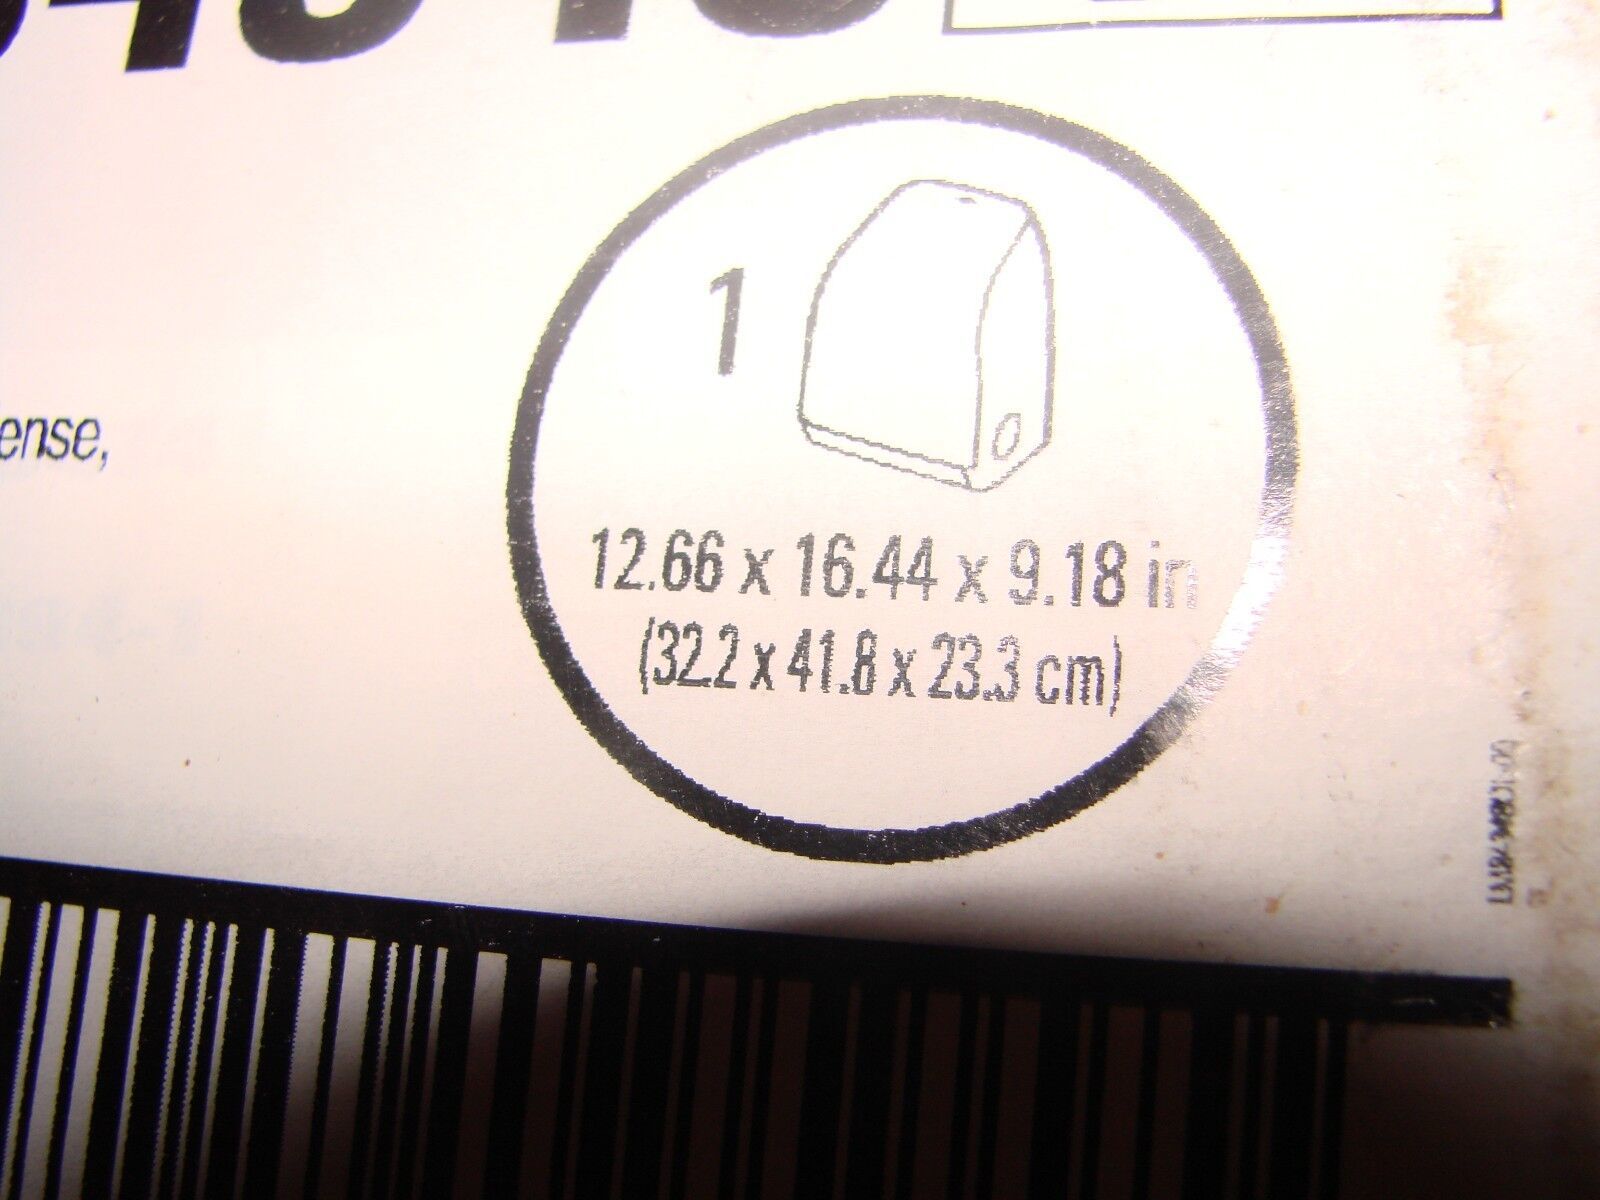 ense,
1
12.66 x 16.44 x 9.18 in
(32.2 x 41.8 x 23.3 cm)